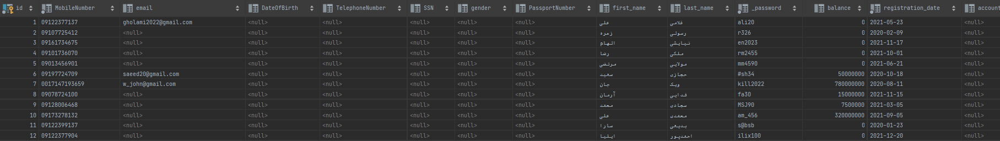 id MobileNumber email DateOfBirth TelephoneNumber SSN gender PassportNumber first_name last_name _password balance registration_date account
1 09122377137 gholami2022@gmail.com <null> <null> <null> <null> <null> علی غلامی ali20 0 2021-05-23 <null>
2 09107725412 <null> <null> <null> <null> <null> <null> زهره رسولی r326 0 2020-02-09 <null>
3 09161734675 <null> <null> <null> <null> <null> <null> الهام نیایشی en2023 0 2021-11-17 <null>
4 09101736070 <null> <null> <null> <null> <null> <null> رضا ملکی rm2455 0 2021-10-01 <null>
5 09013456901 <null> <null> <null> <null> <null> <null> مرتضی مولایی mm4590 0 2021-06-21 <null>
6 09197724709 saeed20@gmail.com <null> <null> <null> <null> <null> سعید حجازی #sh34 50000000 2020-10-18 <null>
7 0017147193659 w_john@gmail.com <null> <null> <null> <null> <null> جان ویک kill2022 780000000 2020-08-11 <null>
8 09078724100 <null> <null> <null> <null> <null> <null> آرمان فدایی fa30 15000000 2021-11-15 <null>
9 09128006468 <null> <null> <null> <null> <null> <null> محمد سجادی MSJ90 7500000 2021-03-05 <null>
10 09173278132 <null> <null> <null> <null> <null> <null> علی محمدی am_456 320000000 2021-09-05 <null>
11 09122399137 <null> <null> <null> <null> <null> <null> سارا بدیعی s@bsb 0 2020-01-23 <null>
12 09122377904 <null> <null> <null> <null> <null> <null> ایلیا احمدپور ilix100 0 2021-12-20 <null>